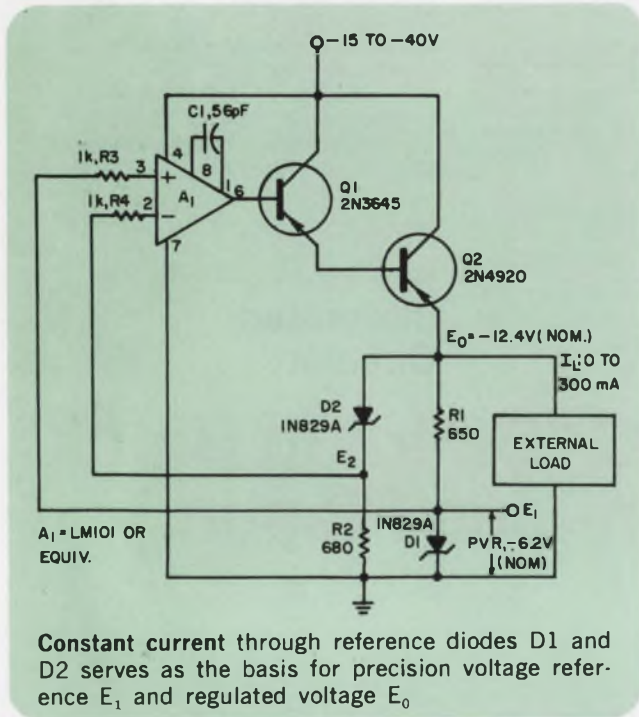 -15 TO -40V
C1,56pF
1k,R3
3
4
8
1
6
+
A1
Q1
2N3645
1k,R4
2
−
7
Q2
2N4920
E0=-12.4V(NOM.)
IL:0 TO
300 mA
D2
1N829A
R1
650
EXTERNAL
LOAD
E2
E1
A1 = LM101 OR
EQUIV.
R2
680
1N829A
D1
PVR,-6.2V
(NOM)
Constant current through reference diodes D1 and
D2 serves as the basis for precision voltage refer-
ence E1 and regulated voltage E0